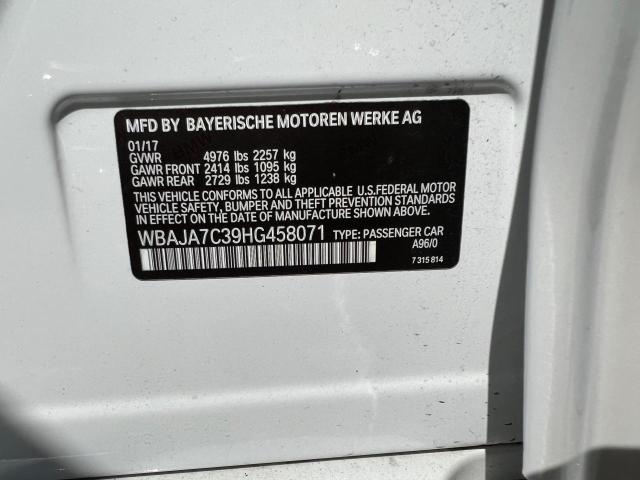 MFD BY BAYERISCHE MOTOREN WERKE AG
01/17
GVWR 4976 lbs 2257 kg
GAWR FRONT 2414 lbs 1095 kg
GAWR REAR 2729 lbs 1238 kg
THIS VEHICLE CONFORMS TO ALL APPLICABLE U.S.FEDERAL MOTOR
VEHICLE SAFETY, BUMPER AND THEFT PREVENTION STANDARDS
IN EFFECT ON THE DATE OF MANUFACTURE SHOWN ABOVE.
WBAJA7C39HG458071 TYPE: PASSENGER CAR
A96/0
7 315 814